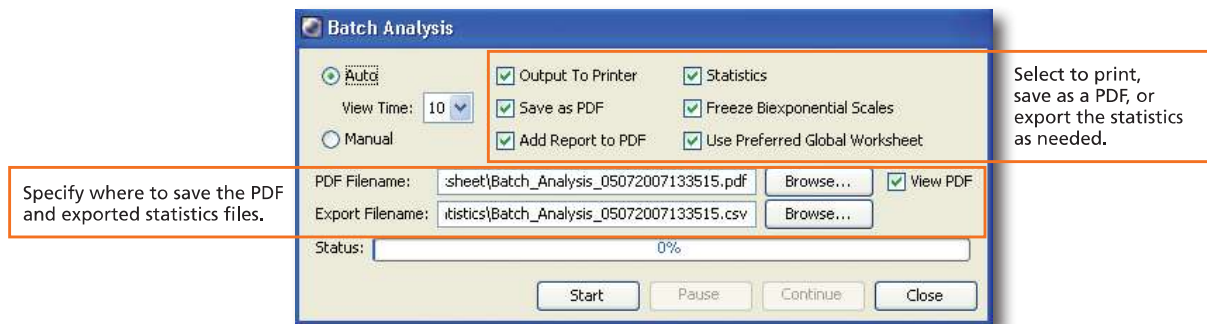 Batch Analysis
Auto
View Time: 10
Manual
Output To Printer
Save as PDF
Add Report to PDF
Statistics
Freeze Biexponential Scales
Use Preferred Global Worksheet
Select to print,
save as a PDF, or
export the statistics
as needed.
Specify where to save the PDF
and exported statistics files.
PDF Filename: :sheet\Batch_Analysis_05072007133515.pdf Browse... View PDF
Export Filename: \Batch_Analysis_05072007133515.csv Browse...
Status: 0%
Start Pause Continue Close